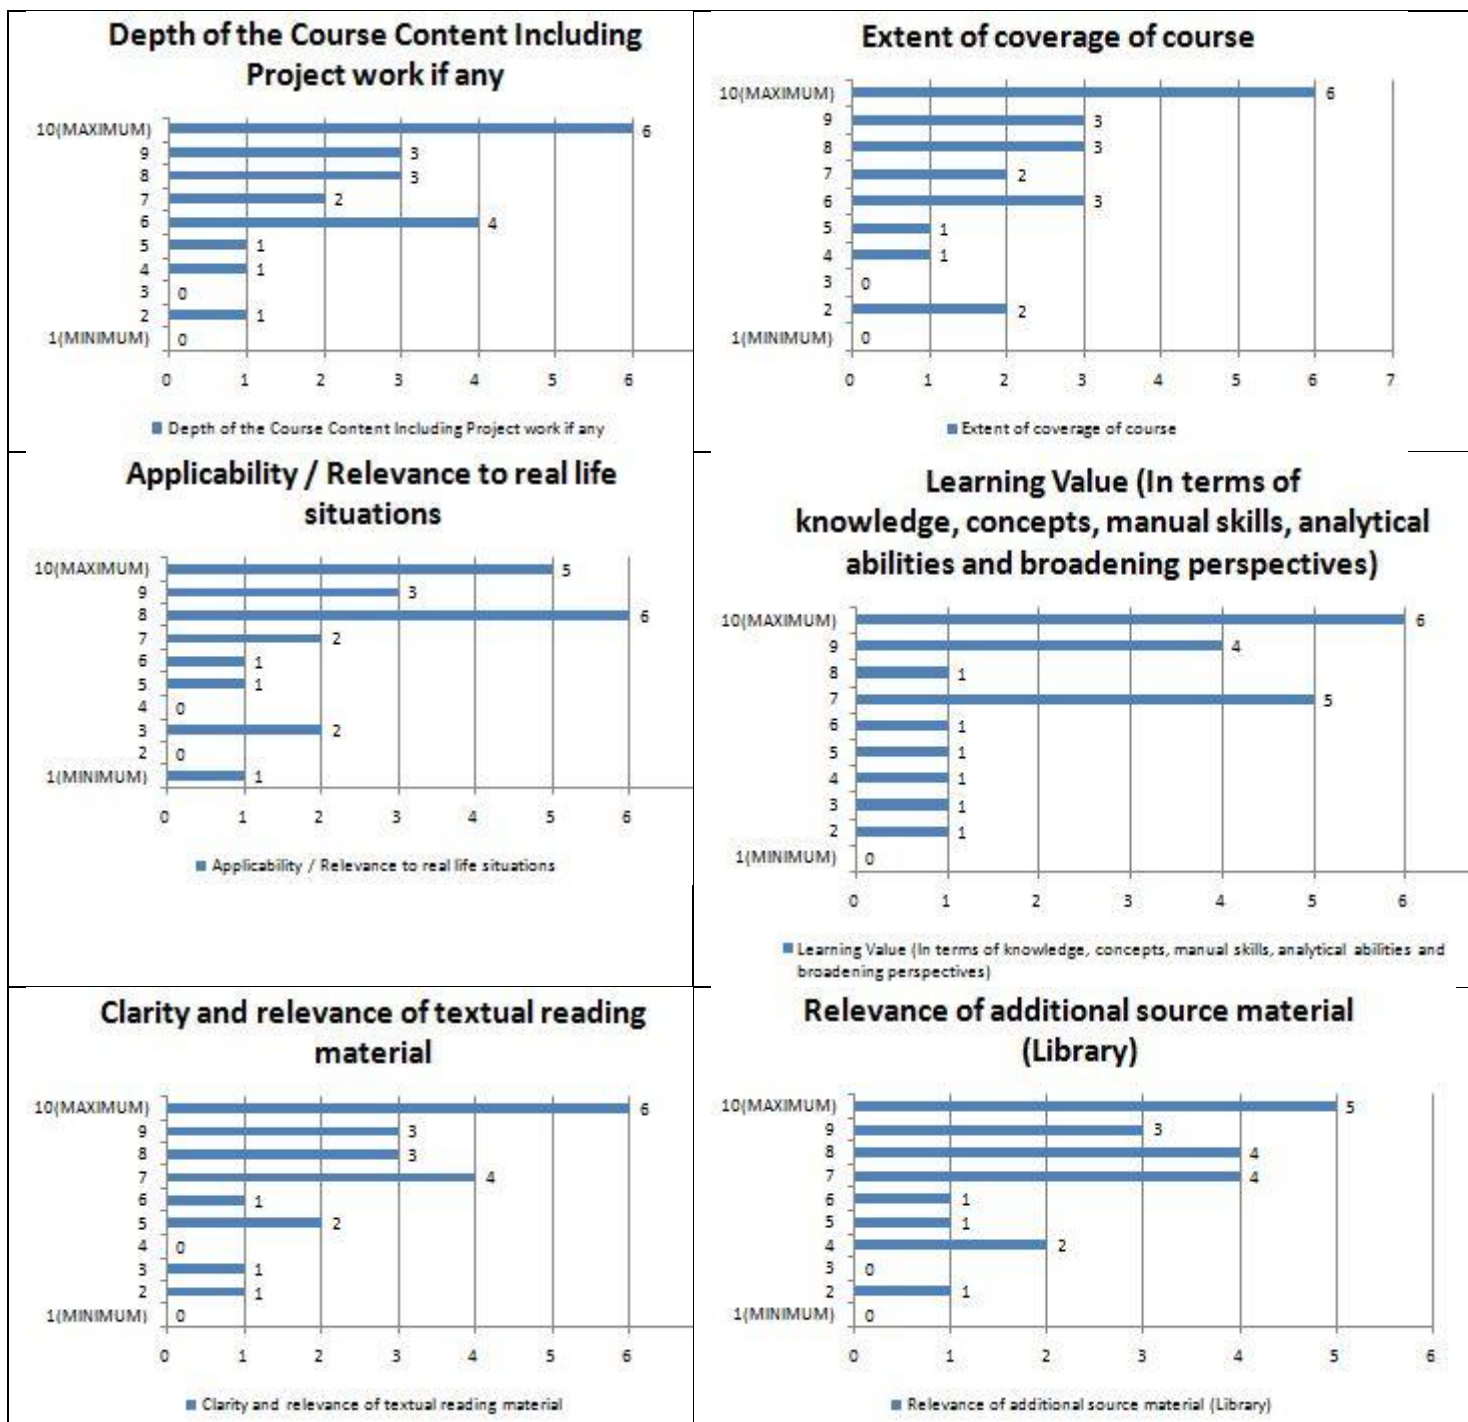 Depth of the Course Content Including
Project work if any
10(MAXIMUM) 6
9 3
8 3
7 2
6 4
5 1
4 1
3 0
2 1
1(MINIMUM) 0
0 1 2 3 4 5 6
Depth of the Course Content Including Project work if any
Extent of coverage of course
10(MAXIMUM) 6
9 3
8 3
7 2
6 3
5 1
4 1
3 0
2 2
1(MINIMUM) 0
0 1 2 3 4 5 6 7
Extent of coverage of course
Applicability / Relevance to real life
situations
10(MAXIMUM) 5
9 3
8 6
7 2
6 1
5 1
4 0
3 2
2 0
1(MINIMUM) 1
0 1 2 3 4 5 6
Applicability / Relevance to real life situations
Learning Value (In terms of
knowledge, concepts, manual skills, analytical
abilities and broadening perspectives)
10(MAXIMUM) 6
9 4
8 1
7 5
6 1
5 1
4 1
3 1
2 1
1(MINIMUM) 0
0 1 2 3 4 5 6
Learning Value (In terms of knowledge, concepts, manual skills, analytical abilities and
broadening perspectives)
Clarity and relevance of textual reading
material
10(MAXIMUM) 6
9 3
8 3
7 4
6 1
5 2
4 0
3 1
2 1
1(MINIMUM) 0
0 1 2 3 4 5 6
Clarity and relevance of textual reading material
Relevance of additional source material
(Library)
10(MAXIMUM) 5
9 3
8 4
7 4
6 1
5 1
4 2
3 0
2 1
1(MINIMUM) 0
0 1 2 3 4 5 6
Relevance of additional source material (Library)